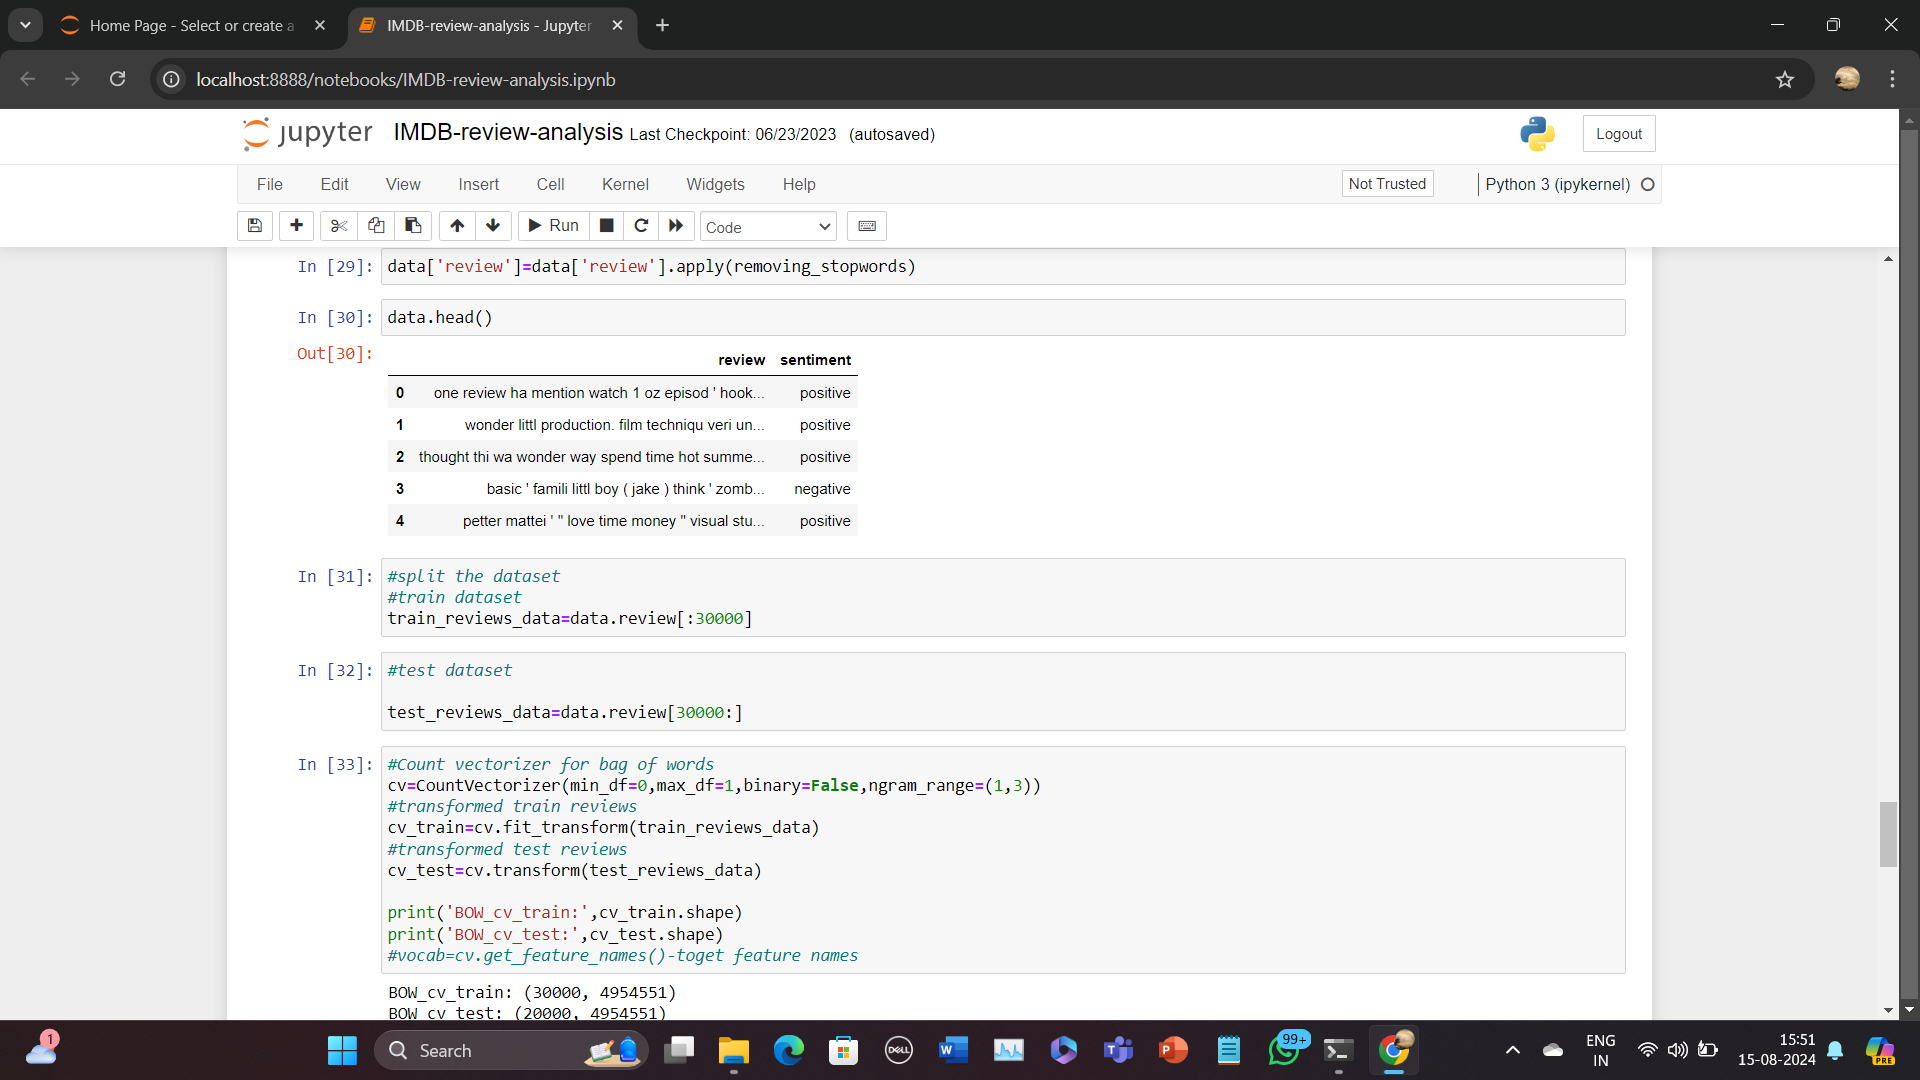 Home Page - Select or create a
IMDB-review-analysis - Jupyter
localhost:8888/notebooks/IMDB-review-analysis.ipynb
jupyter IMDB-review-analysis Last Checkpoint: 06/23/2023 (autosaved)
Logout
File Edit View Insert Cell Kernel Widgets Help
Not Trusted
Python 3 (ipykernel)
Run
Code
In [29]: data['review']=data['review'].apply(removing_stopwords)
In [30]: data.head()
Out[30]:
review sentiment
0 one review ha mention watch 1 oz episod ' hook... positive
1 wonder littl production. film techniqu veri un... positive
2 thought thi wa wonder way spend time hot summe... positive
3 basic ' famili littl boy ( jake ) think ' zomb... negative
4 petter mattei ' " love time money " visual stu... positive
In [31]: #split the dataset
#train dataset
train_reviews_data=data.review[:30000]
In [32]: #test dataset
test_reviews_data=data.review[30000:]
In [33]: #Count vectorizer for bag of words
cv=CountVectorizer(min_df=0,max_df=1,binary=False,ngram_range=(1,3))
#transformed train reviews
cv_train=cv.fit_transform(train_reviews_data)
#transformed test reviews
cv_test=cv.transform(test_reviews_data)
print('BOW_cv_train:',cv_train.shape)
print('BOW_cv_test:',cv_test.shape)
#vocab=cv.get_feature_names()-toget feature names
BOW_cv_train: (30000, 4954551)
BOW_cv_test: (20000, 4954551)
1
Search
DELL
W
P
99+
ENG
IN
15:51
15-08-2024
PRE